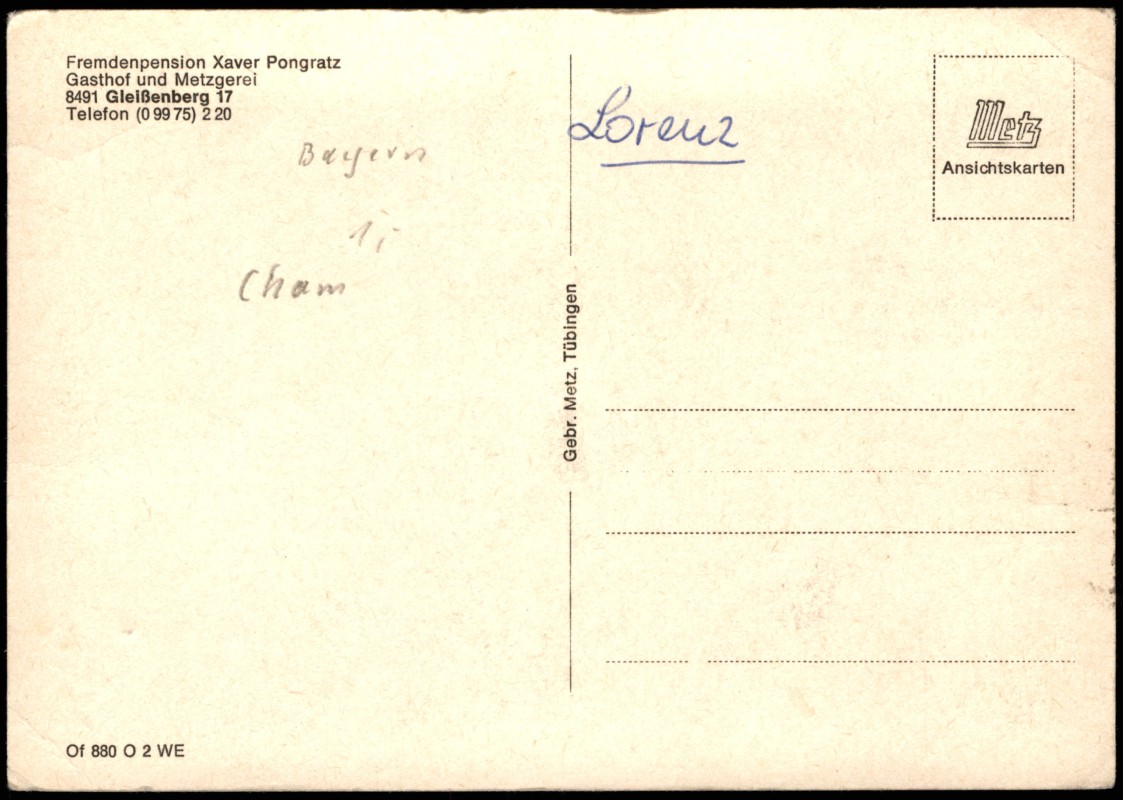 Fremdenpension Xaver Pongratz
Gasthof und Metzgerei
8491 Gleißenberg 17
Telefon (0 99 75) 2 20
Bayern
1,-
Cham
Of 880 O 2 WE
Gebr. Metz, Tübingen
Lorenz
Metz
Ansichtskarten